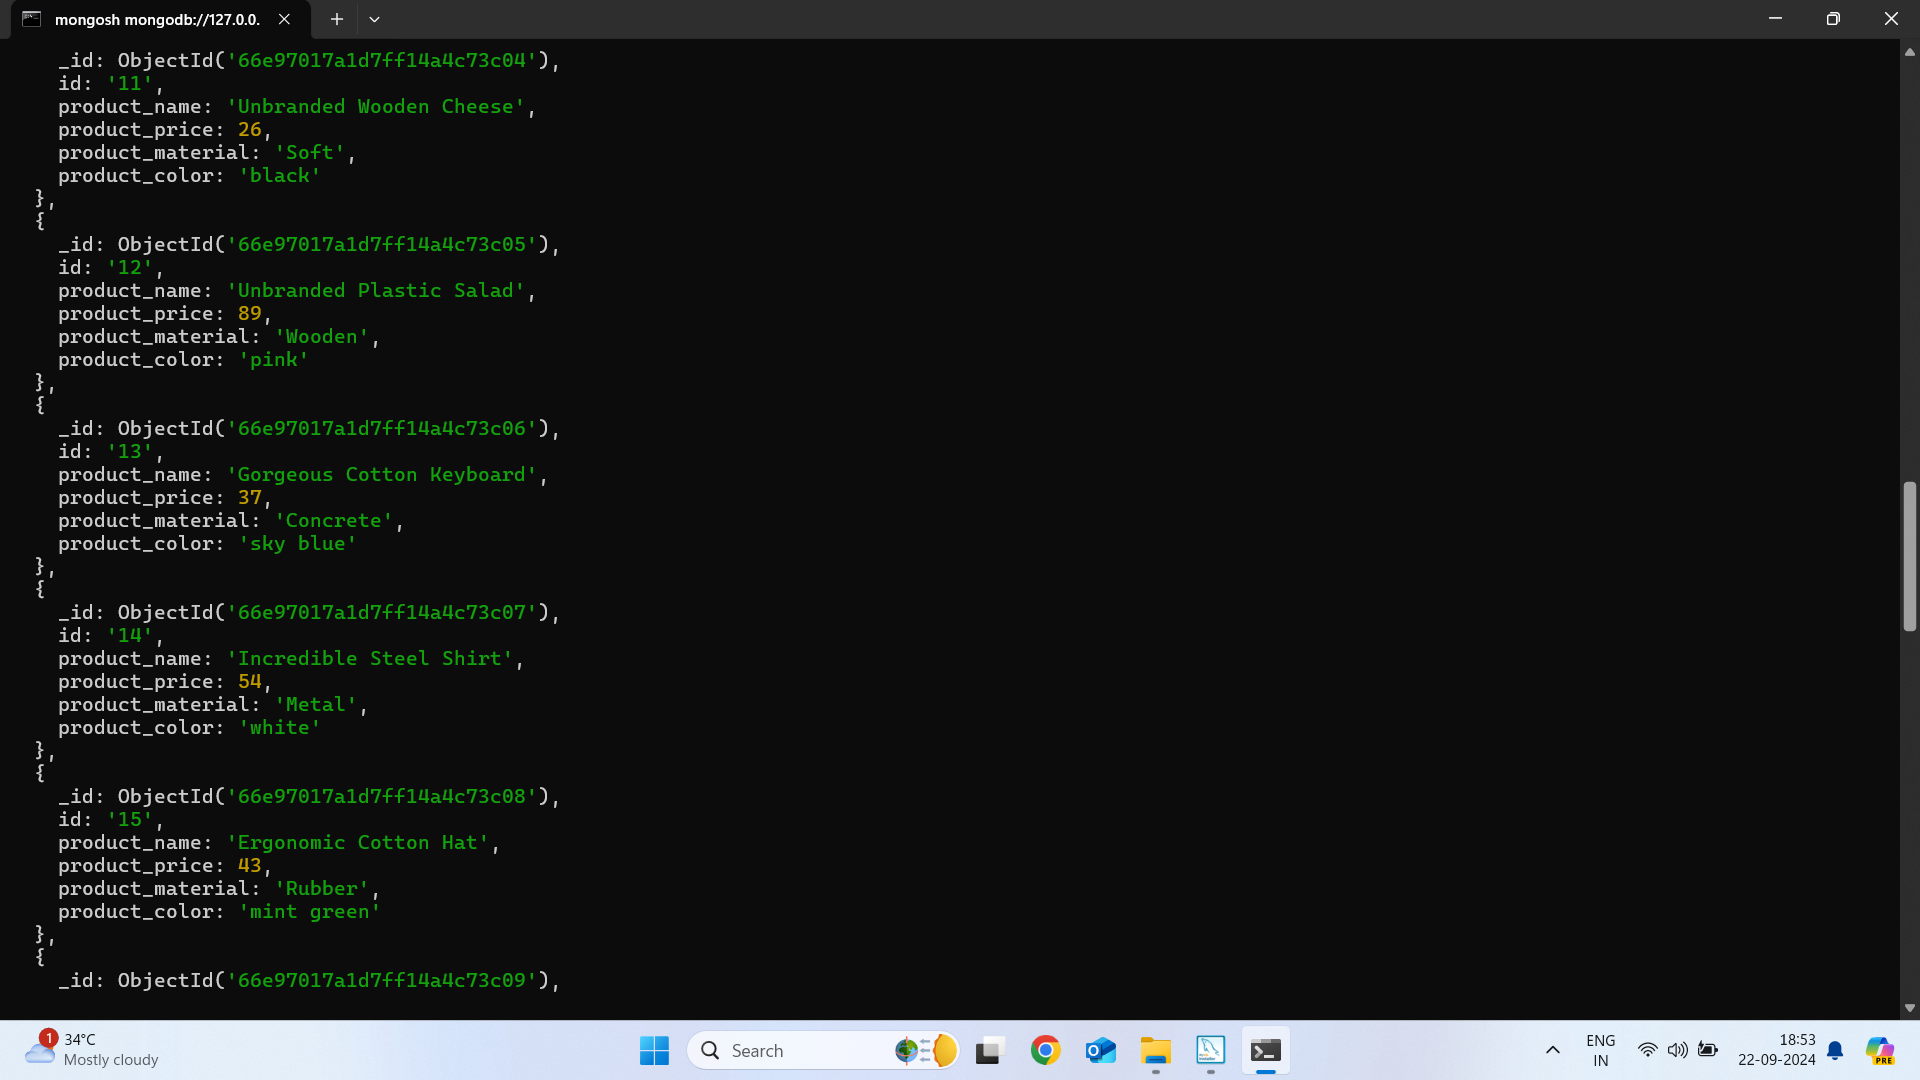 mongosh mongodb://127.0.0.
_id: ObjectId('66e97017a1d7ff14a4c73c04'),
id: '11',
product_name: 'Unbranded Wooden Cheese',
product_price: 26,
product_material: 'Soft',
product_color: 'black'
},
{
_id: ObjectId('66e97017a1d7ff14a4c73c05'),
id: '12',
product_name: 'Unbranded Plastic Salad',
product_price: 89,
product_material: 'Wooden',
product_color: 'pink'
},
{
_id: ObjectId('66e97017a1d7ff14a4c73c06'),
id: '13',
product_name: 'Gorgeous Cotton Keyboard',
product_price: 37,
product_material: 'Concrete',
product_color: 'sky blue'
},
{
_id: ObjectId('66e97017a1d7ff14a4c73c07'),
id: '14',
product_name: 'Incredible Steel Shirt',
product_price: 54,
product_material: 'Metal',
product_color: 'white'
},
{
_id: ObjectId('66e97017a1d7ff14a4c73c08'),
id: '15',
product_name: 'Ergonomic Cotton Hat',
product_price: 43,
product_material: 'Rubber',
product_color: 'mint green'
},
{
_id: ObjectId('66e97017a1d7ff14a4c73c09'),
1
34°C
Mostly cloudy
Search
ENG
IN
18:53
22-09-2024
PRE